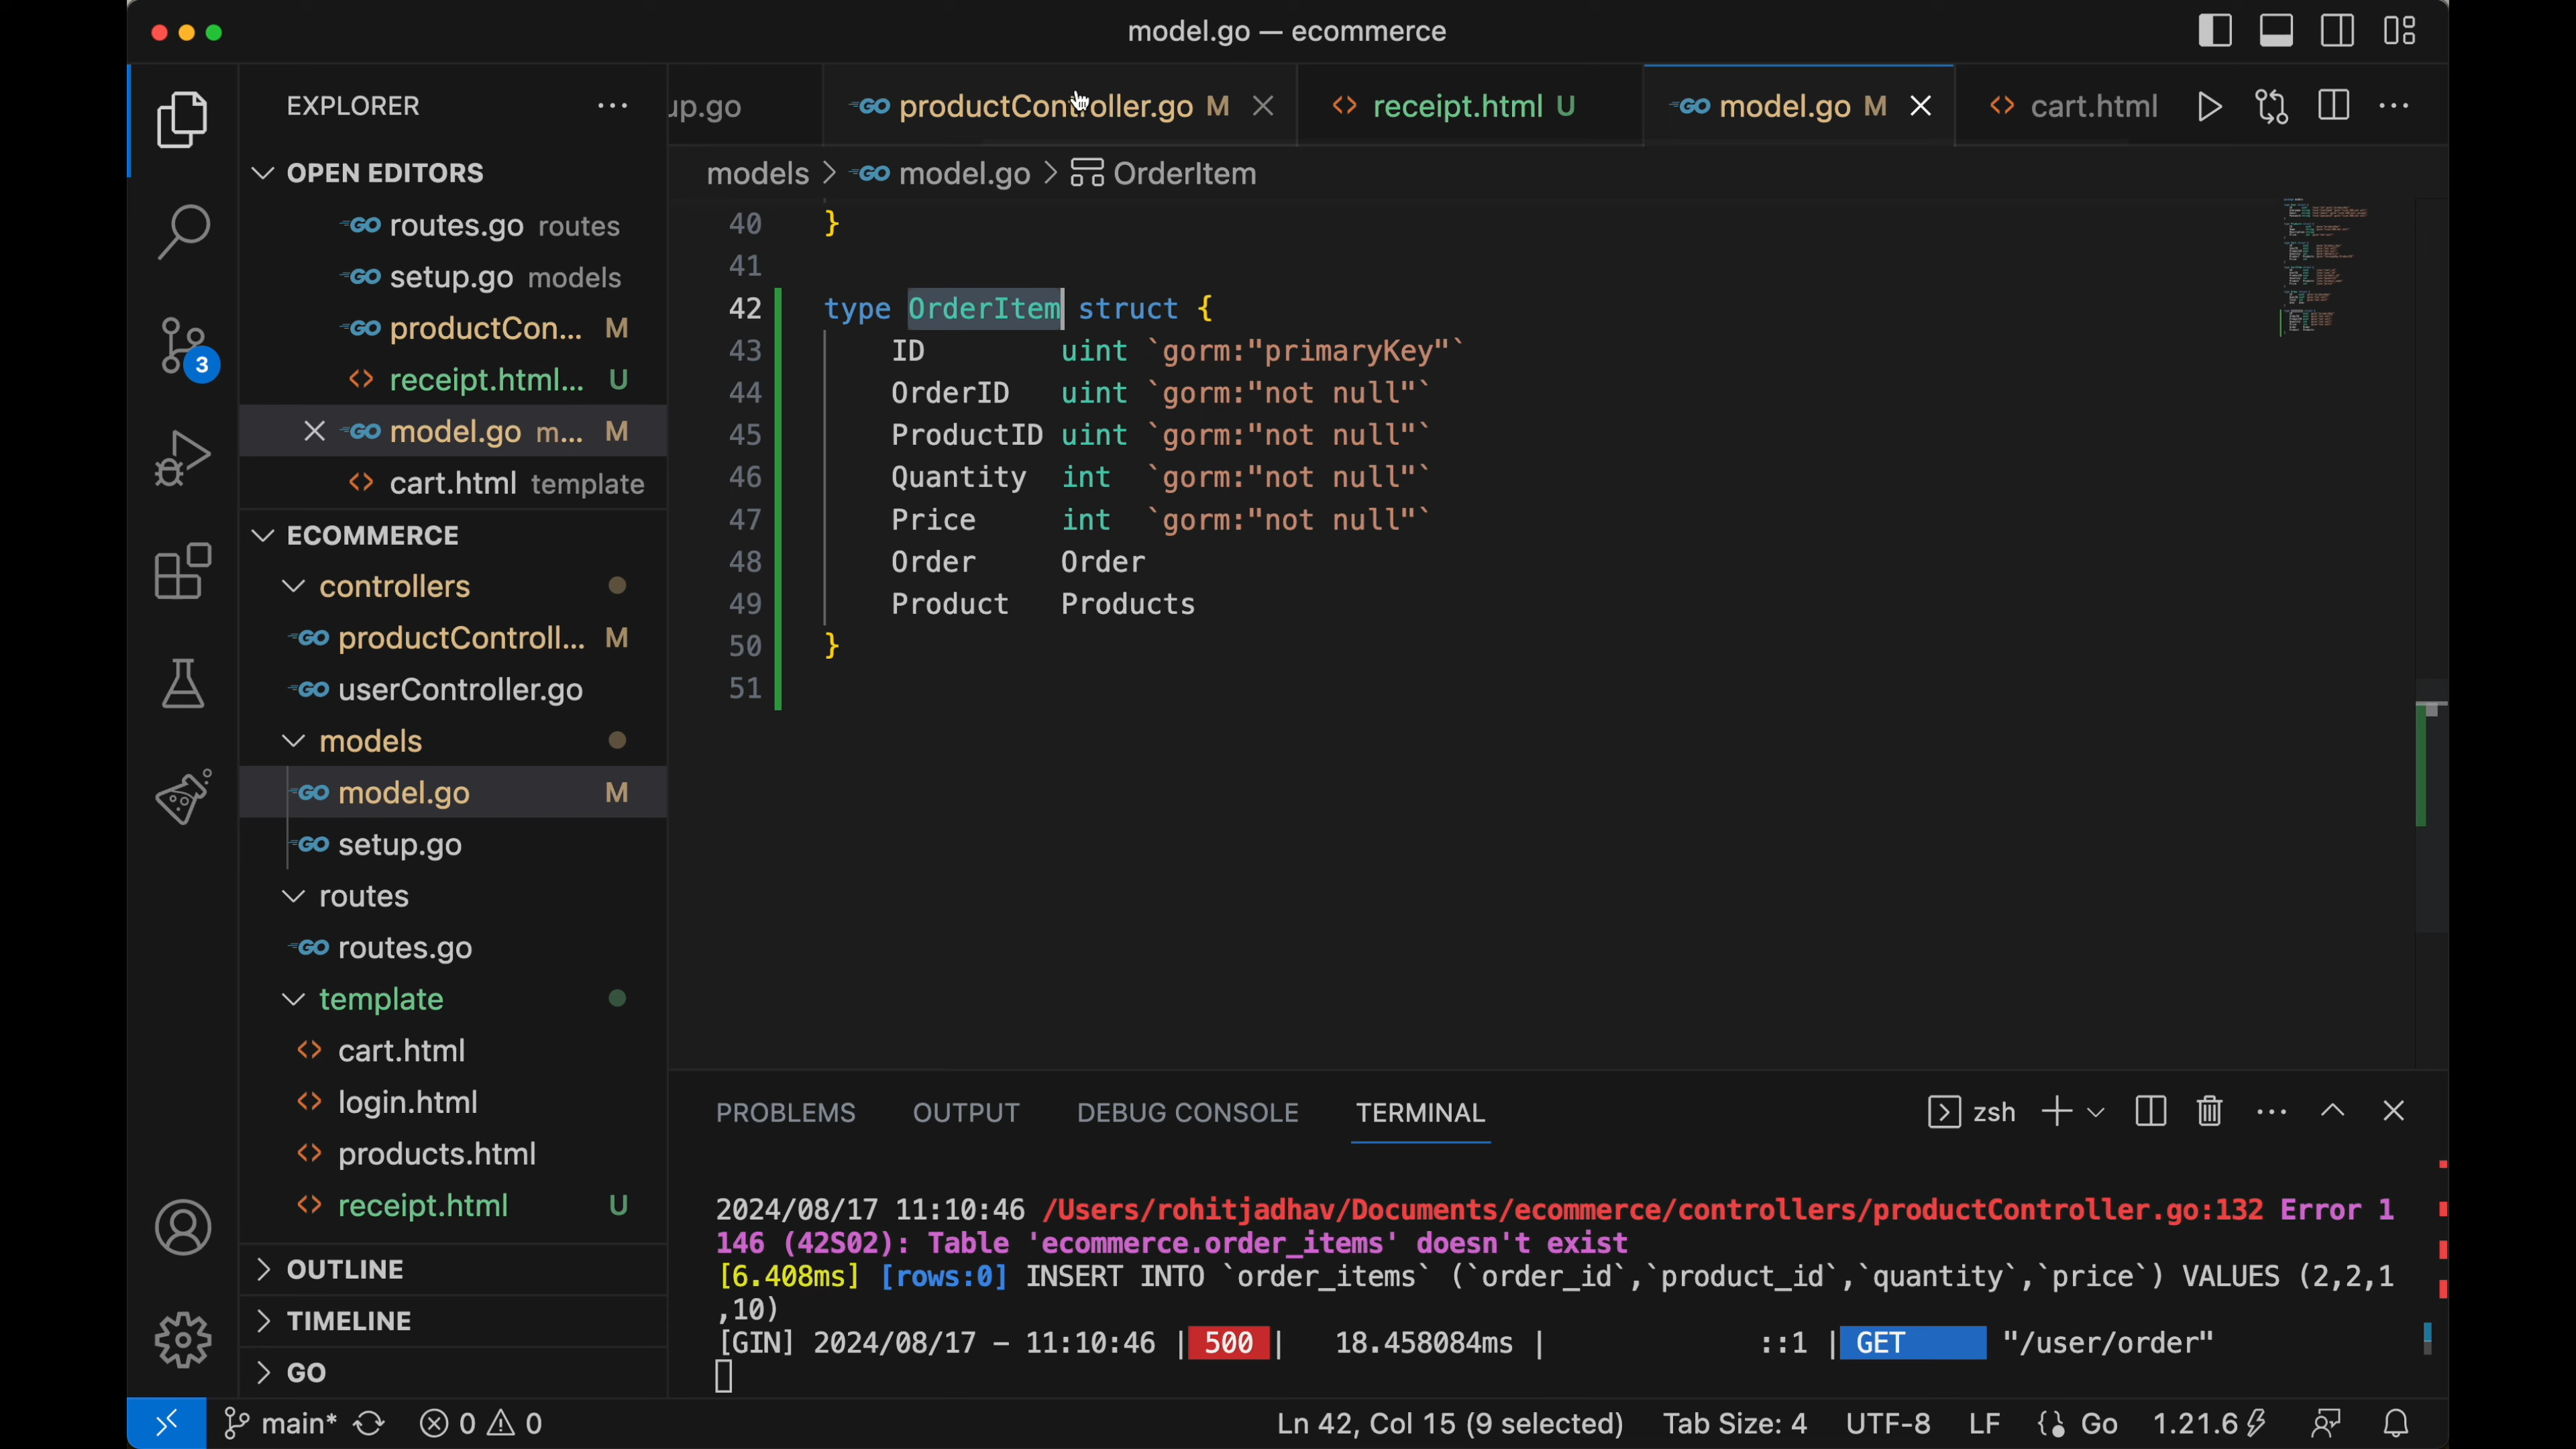 model.go — ecommerce
EXPLORER
OPEN EDITORS
routes.go routes
setup.go models
productCon... M
receipt.html... U
model.go m... M
cart.html template
ECOMMERCE
controllers
productControll... M
userController.go
models
model.go M
setup.go
routes
routes.go
template
cart.html
login.html
products.html
receipt.html U
OUTLINE
TIMELINE
GO
3
up.go
productController.go M
receipt.html U
model.go M
cart.html
models > model.go > OrderItem
40 }
41
42 type OrderItem struct {
43 ID uint `gorm:"primaryKey"`
44 OrderID uint `gorm:"not null"`
45 ProductID uint `gorm:"not null"`
46 Quantity int `gorm:"not null"`
47 Price int `gorm:"not null"`
48 Order Order
49 Product Products
50 }
51
PROBLEMS OUTPUT DEBUG CONSOLE TERMINAL
zsh
2024/08/17 11:10:46 /Users/rohitjadhav/Documents/ecommerce/controllers/productController.go:132 Error 1
146 (42S02): Table 'ecommerce.order_items' doesn't exist
[6.408ms] [rows:0] INSERT INTO `order_items` (`order_id`,`product_id`,`quantity`,`price`) VALUES (2,2,1
,10)
[GIN] 2024/08/17 - 11:10:46 | 500 | 18.458084ms | ::1 | GET "/user/order"
main* 0 0 Ln 42, Col 15 (9 selected) Tab Size: 4 UTF-8 LF Go 1.21.6